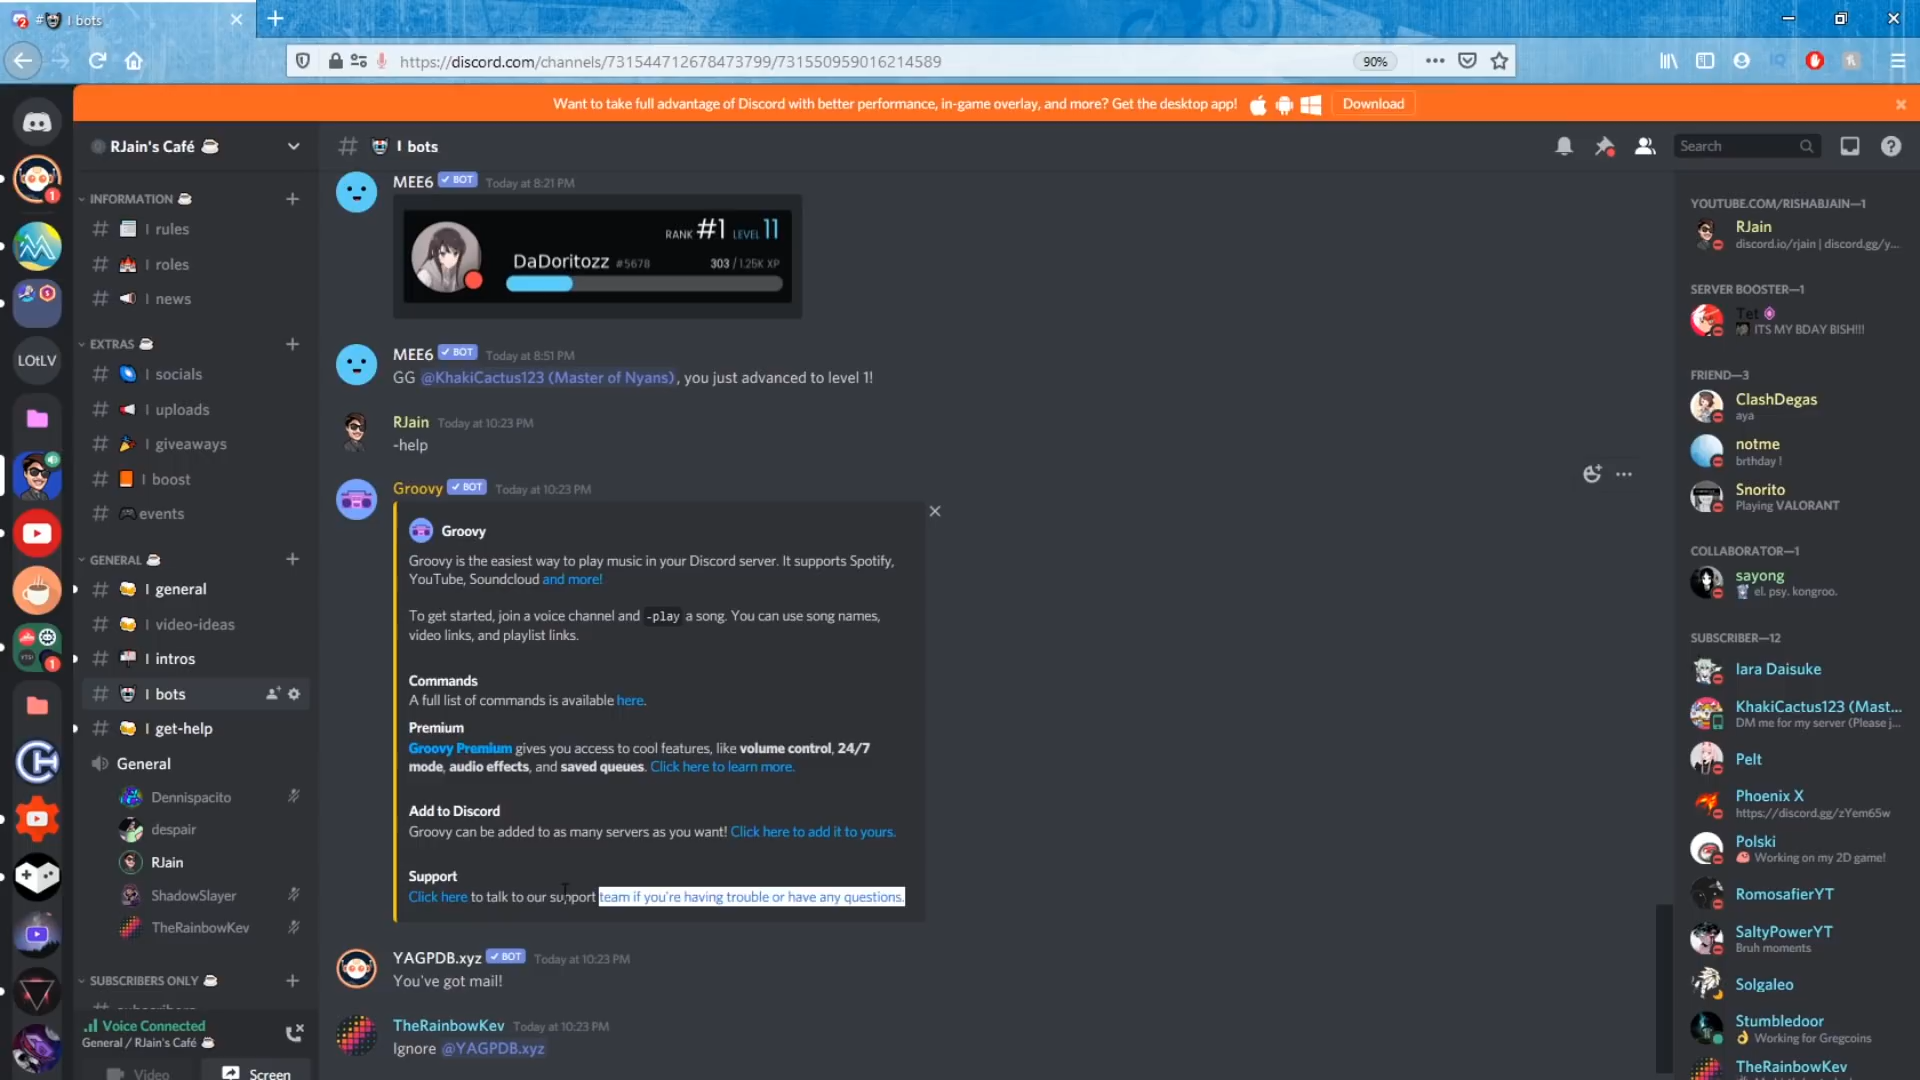 # I bots
https://discord.com/channels/731544712678473799/731550959016214589
90%
Want to take full advantage of Discord with better performance, in-game overlay, and more? Get the desktop app!
Download
LOtLV
RJain's Café
INFORMATION
I rules
I roles
I news
EXTRAS
I socials
I uploads
I giveaways
I boost
events
GENERAL
I general
I video-ideas
I intros
I bots
I get-help
General
Dennispacito
despair
RJain
ShadowSlayer
TheRainbowKev
SUBSCRIBERS ONLY
Voice Connected
General / RJain's Café
Video
Screen
I bots
Search
MEE6 BOT Today at 8:21 PM
RANK #1 LEVEL 11
DaDoritozz #5678 303 / 1.25K XP
MEE6 BOT Today at 8:51 PM
GG @KhakiCactus123 (Master of Nyans), you just advanced to level 1!
RJain Today at 10:23 PM
-help
Groovy BOT Today at 10:23 PM
Groovy
Groovy is the easiest way to play music in your Discord server. It supports Spotify,
YouTube, Soundcloud and more!
To get started, join a voice channel and -play a song. You can use song names,
video links, and playlist links.
Commands
A full list of commands is available here.
Premium
Groovy Premium gives you access to cool features, like volume control, 24/7
mode, audio effects, and saved queues. Click here to learn more.
Add to Discord
Groovy can be added to as many servers as you want! Click here to add it to yours.
Support
Click here to talk to our support team if you're having trouble or have any questions.
YAGPDB.xyz BOT Today at 10:23 PM
You've got mail!
TheRainbowKev Today at 10:23 PM
Ignore @YAGPDB.xyz
YOUTUBE.COM/RISHABJAIN—1
RJain
discord.io/rjain | discord.gg/y...
SERVER BOOSTER—1
Tet
ITS MY BDAY BISH!!!
FRIEND—3
ClashDegas
aya
notme
brthday !
Snorito
Playing VALORANT
COLLABORATOR—1
sayong
el. psy. kongroo.
SUBSCRIBER—12
Iara Daisuke
KhakiCactus123 (Mast...
DM me for my server (Please j...
Pelt
Phoenix X
https://discord.gg/zYem65w
Polski
Working on my 2D game!
RomosafierYT
SaltyPowerYT
Bruh moments
Solgaleo
Stumbledoor
Working for Gregcoins
TheRainbowKev